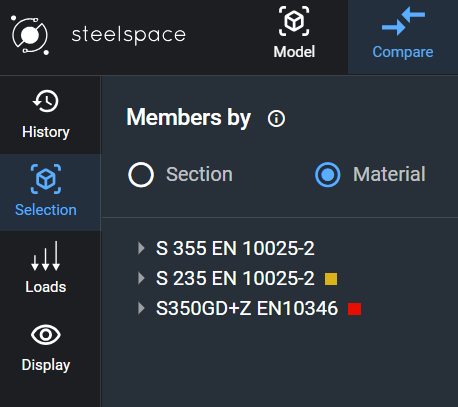 steelspace
Model
Compare
History
Selection
Loads
Display
Members by
Section
Material
S 355 EN 10025-2
S 235 EN 10025-2
S350GD+Z EN10346